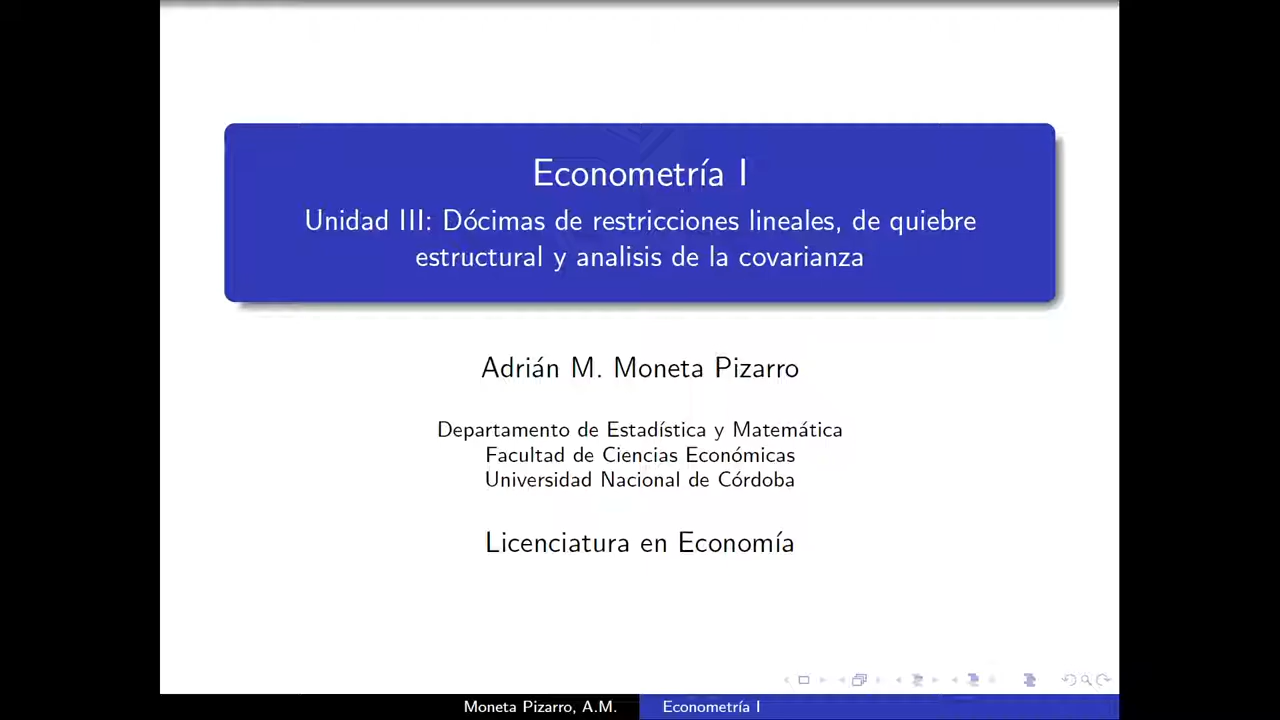 Econometría I
Unidad III: Dócimas de restricciones lineales, de quiebre
estructural y analisis de la covarianza
Adrián M. Moneta Pizarro
Departamento de Estadística y Matemática
Facultad de Ciencias Económicas
Universidad Nacional de Córdoba
Licenciatura en Economía
Moneta Pizarro, A.M.
Econometría I